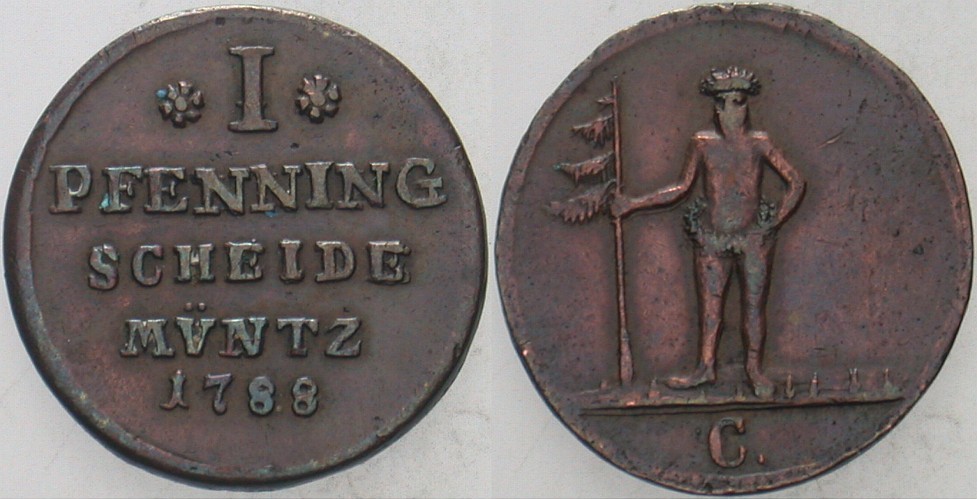 I
PFENNING
SCHEIDE
MÜNTZ
1788
C.